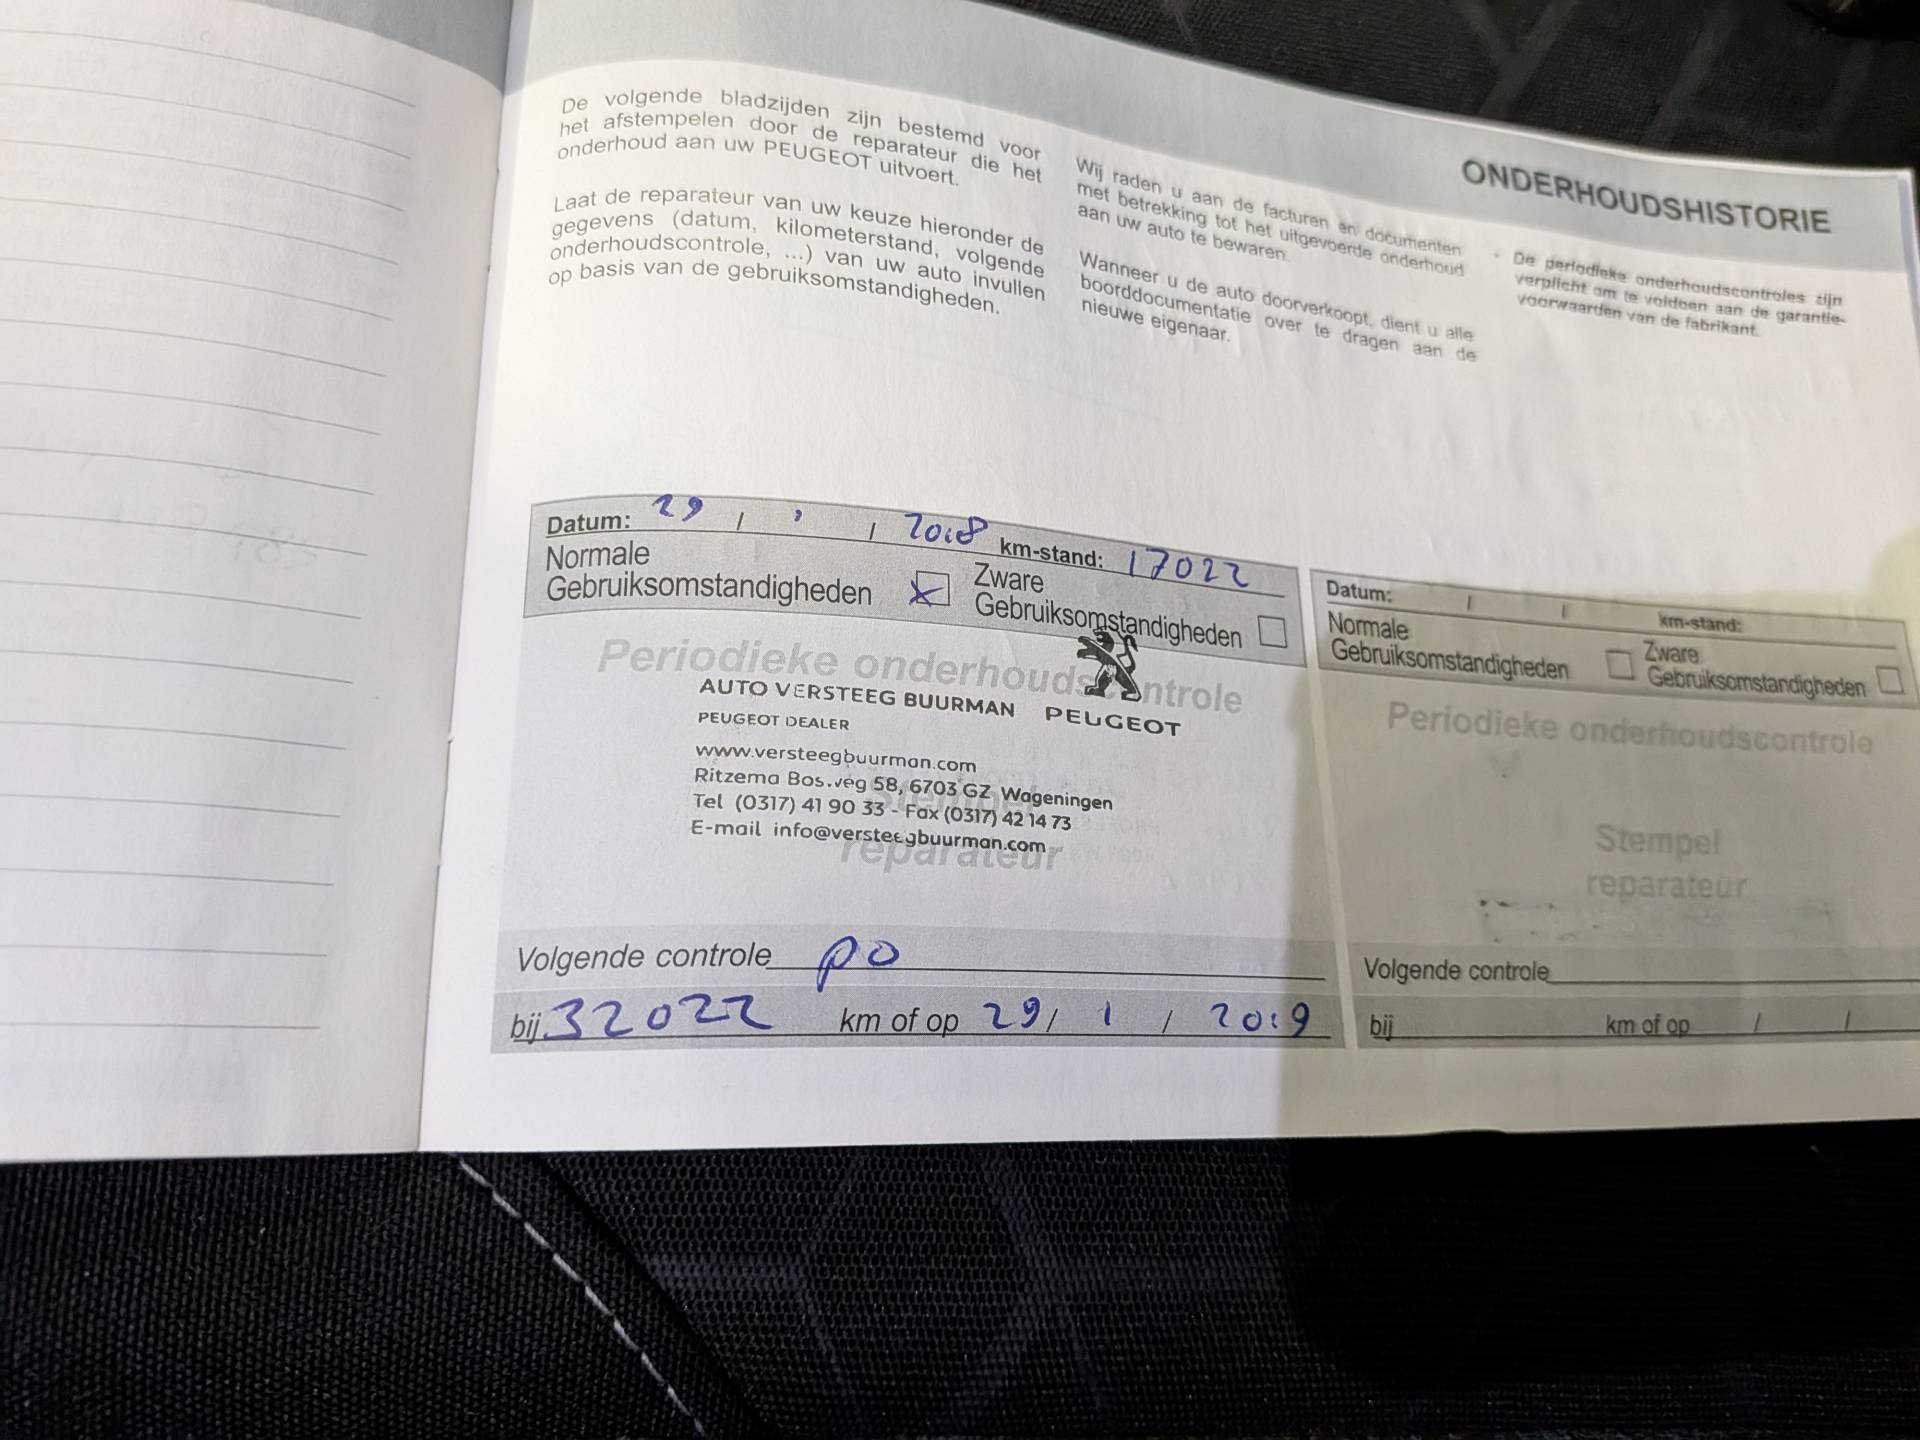 ONDERHOUDSHISTORIE
De volgende bladzijden zijn bestemd voor
het afstempelen door de reparateur die het
onderhoud aan uw PEUGEOT uitvoert.
Laat de reparateur van uw keuze hieronder de
gegevens (datum, kilometerstand, volgende
onderhoudscontrole, ...) van uw auto invullen
op basis van de gebruiksomstandigheden.
Wij raden u aan de facturen en documenten
met betrekking tot het uitgevoerde onderhoud
aan uw auto te bewaren.
Wanneer u de auto doorverkoopt, dient u alle
boorddocumentatie over te dragen aan de
nieuwe eigenaar.
De periodieke onderhoudscontroles zijn
verplicht om te voldoen aan de garantie-
voorwaarden van de fabrikant.
Datum: 29 / 1 / 2018 km-stand: 17022
Normale
Gebruiksomstandigheden
Zware
Gebruiksomstandigheden
Periodieke onderhoudscontrole
AUTO VERSTEEG BUURMAN PEUGEOT
PEUGEOT DEALER
www.versteegbuurman.com
Ritzema Bosweg 58, 6703 GZ Wageningen
Tel (0317) 41 90 33 - Fax (0317) 42 14 73
E-mail info@versteegbuurman.com
Stempel
reparateur
Volgende controle PO
bij 32022 km of op 29/ 1 / 2019
Datum: / / km-stand:
Normale
Gebruiksomstandigheden
Zware
Gebruiksomstandigheden
Periodieke onderhoudscontrole
Stempel
reparateur
Volgende controle
bij km of op / /